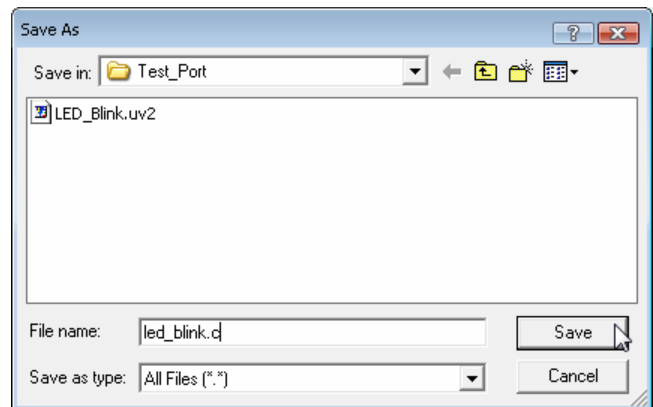 Save As
Save in: Test_Port
LED_Blink.uv2
File name: led_blink.c Save
Save as type: All Files (*.*) Cancel